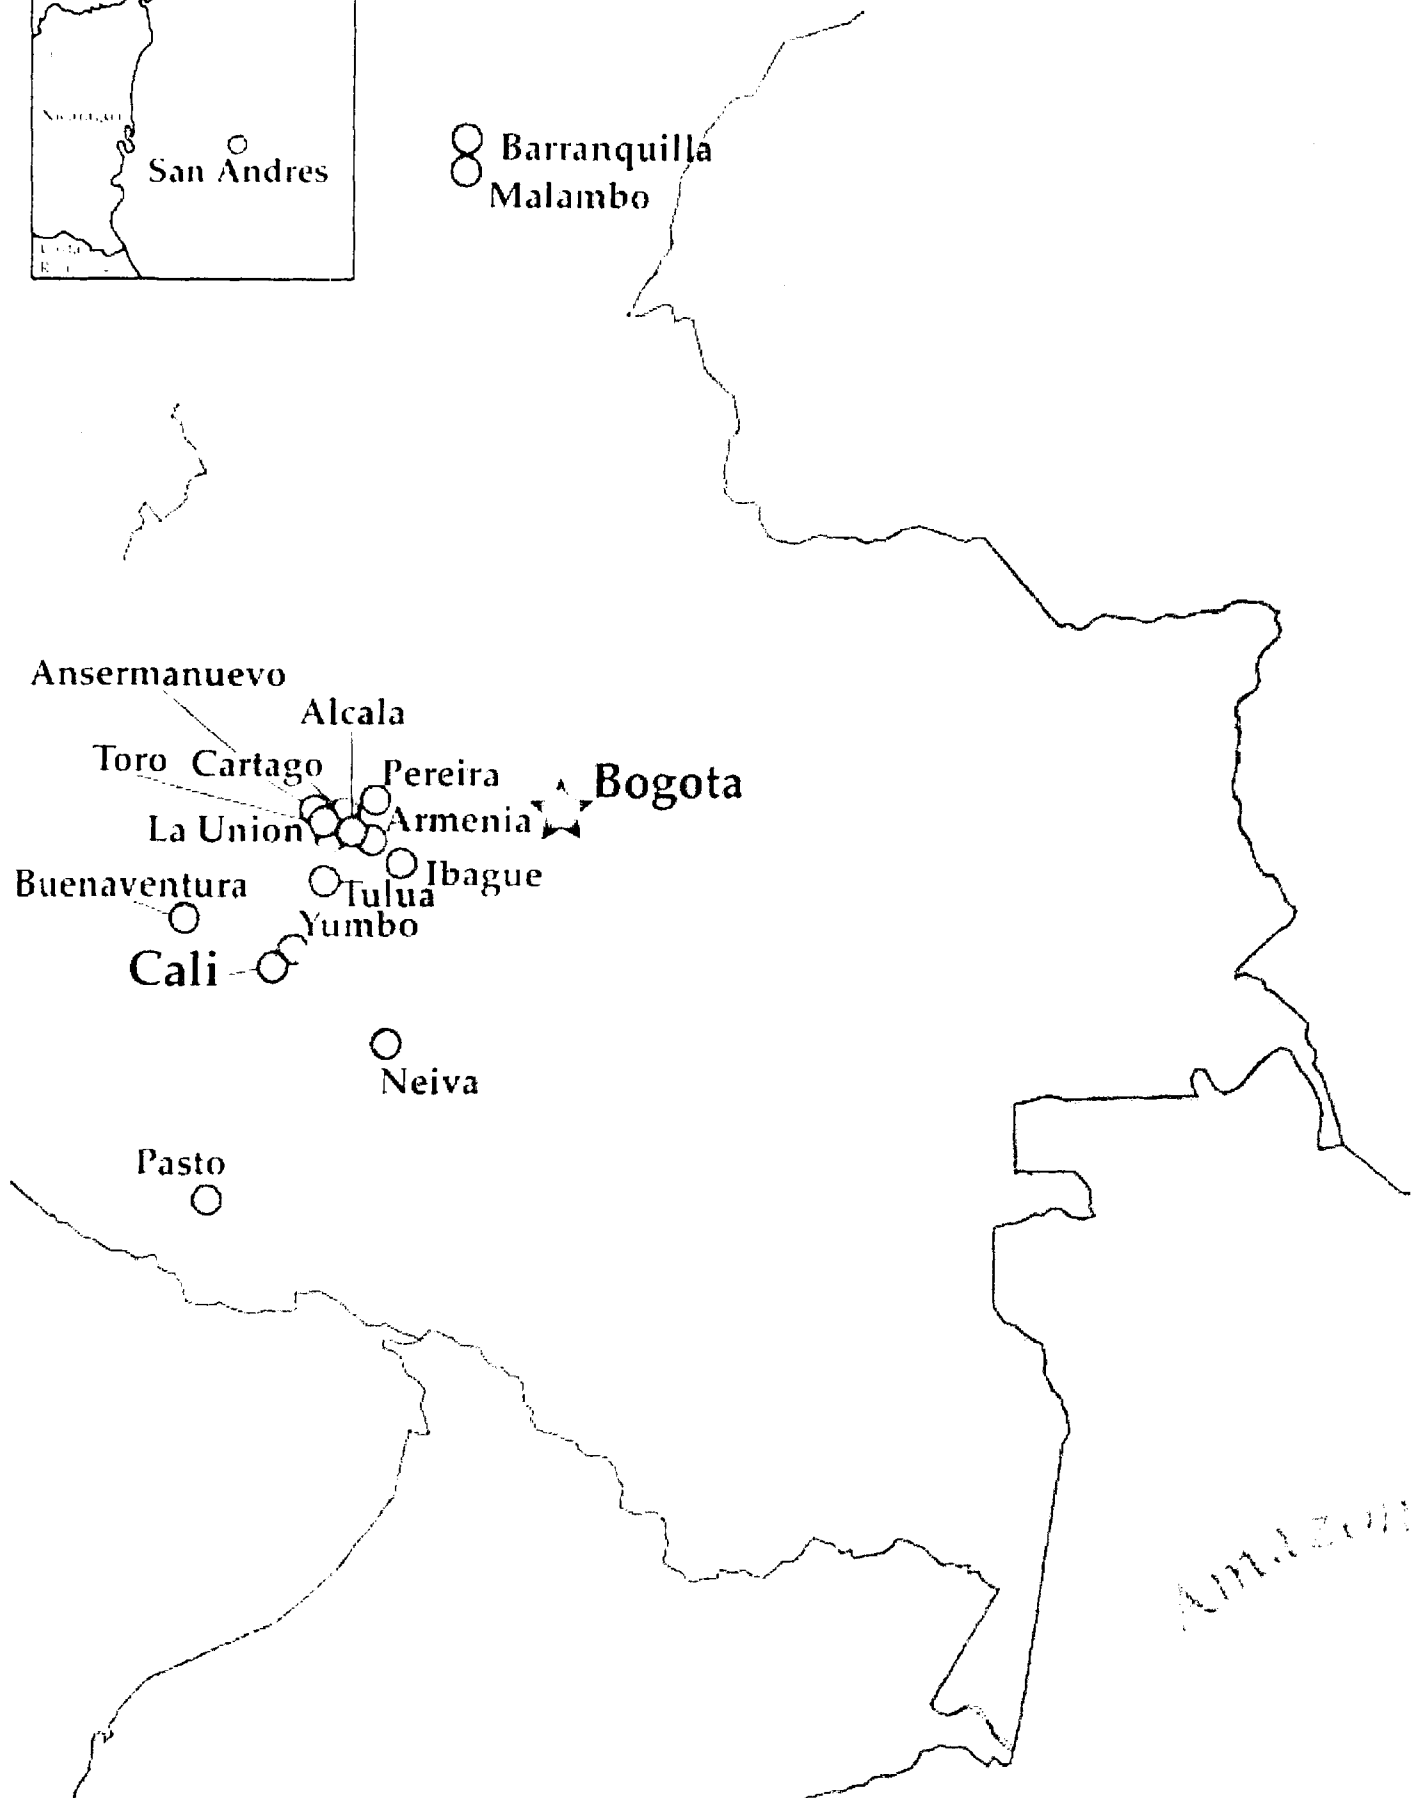 San Andres
Barranquilla
Malambo
Ansermanuevo
Alcala
Toro
Cartago
Pereira
Bogota
La Union
Armenia
Buenaventura
Tulua
Ibague
Yumbo
Cali
Neiva
Pasto
Amazon